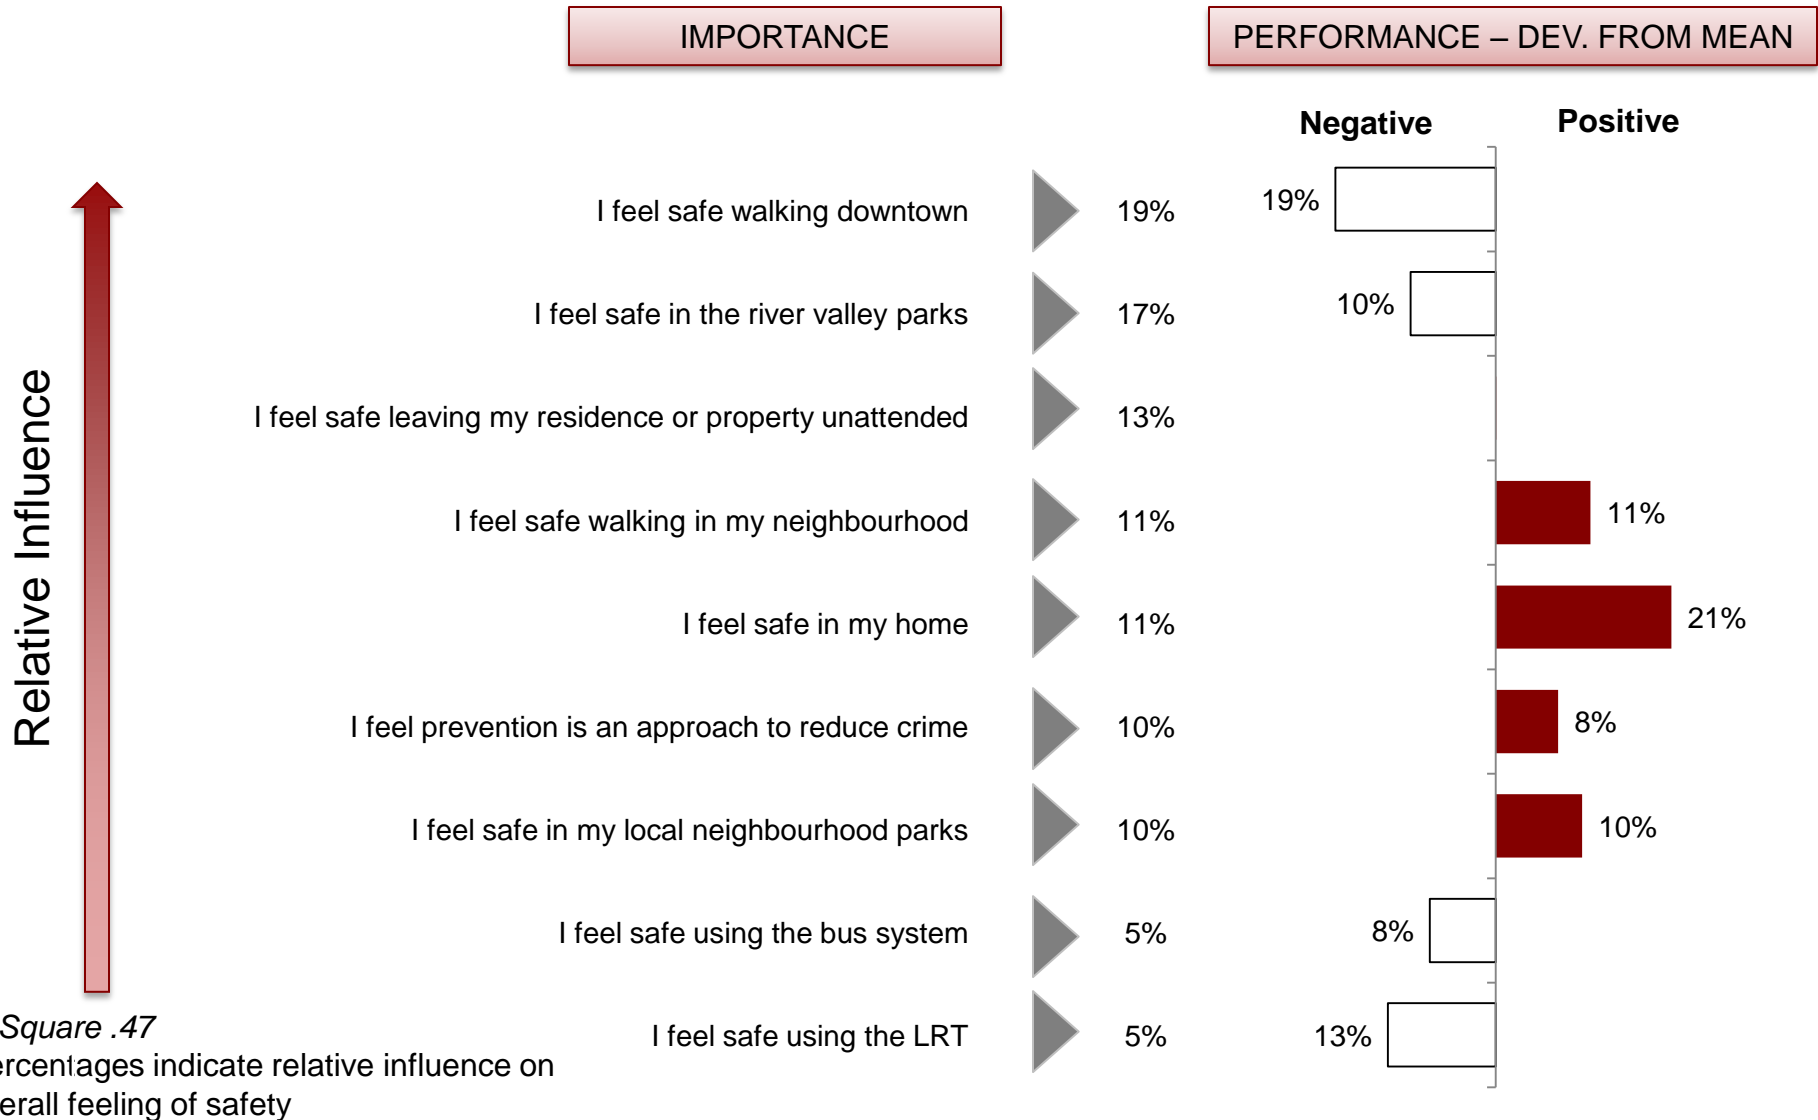 IMPORTANCE
PERFORMANCE – DEV. FROM MEAN
Negative
Positive
I feel safe walking downtown
19%
19%
I feel safe in the river valley parks
17%
10%
I feel safe leaving my residence or property unattended
13%
I feel safe walking in my neighbourhood
11%
11%
I feel safe in my home
11%
21%
I feel prevention is an approach to reduce crime
10%
8%
I feel safe in my local neighbourhood parks
10%
10%
I feel safe using the bus system
5%
8%
I feel safe using the LRT
5%
13%
Relative Influence
Square .47
ercentages indicate relative influence on
erall feeling of safety